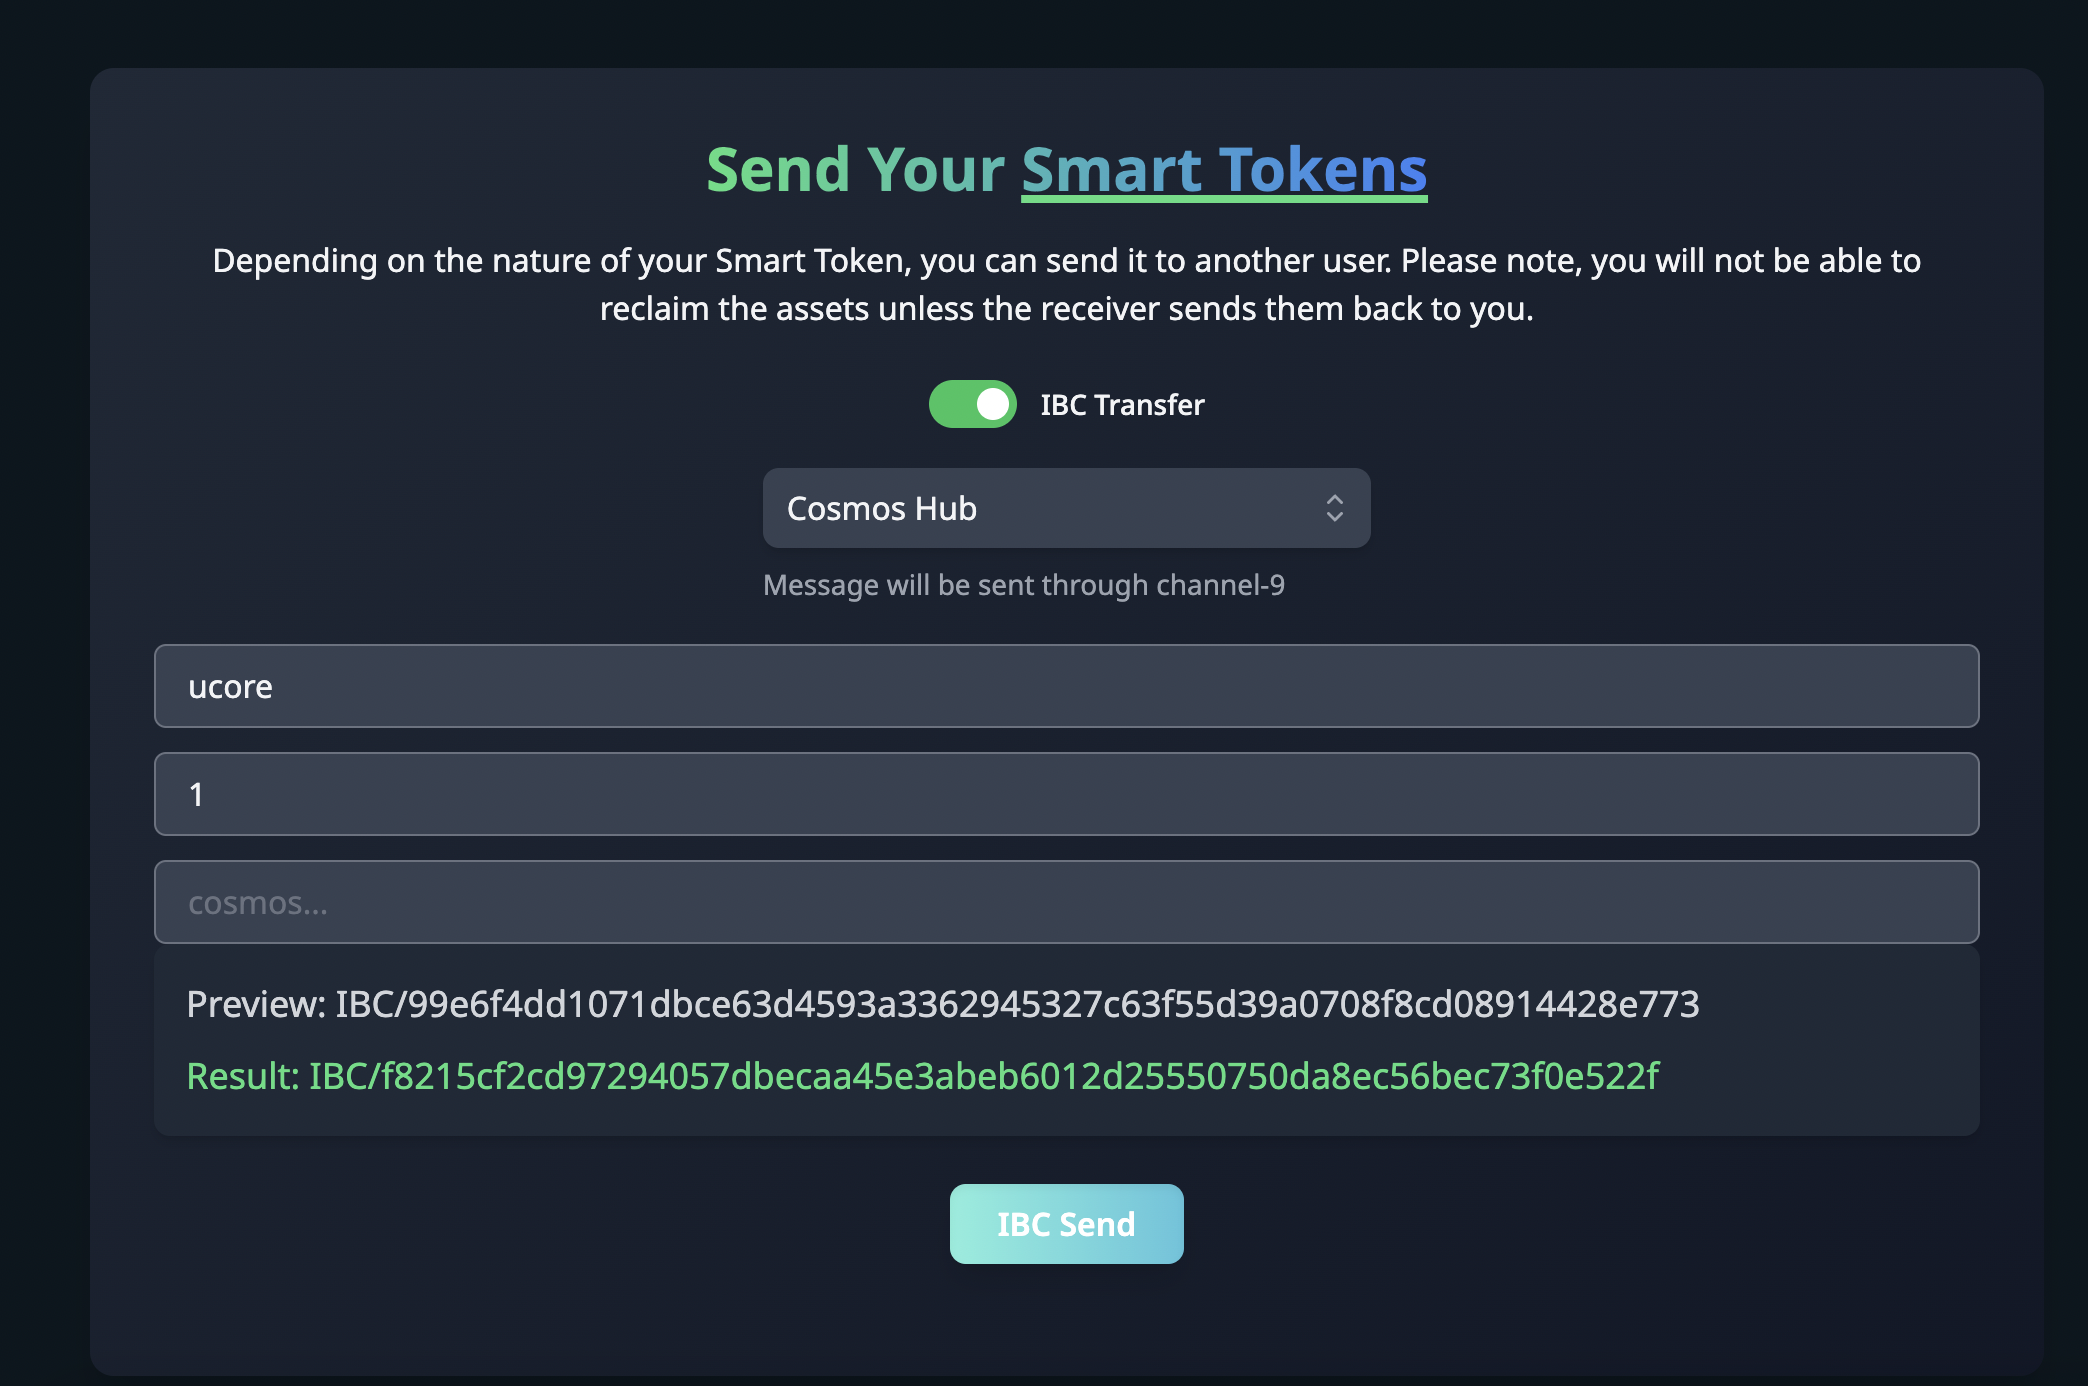 Send Your Smart Tokens
Depending on the nature of your Smart Token, you can send it to another user. Please note, you will not be able to
reclaim the assets unless the receiver sends them back to you.
IBC Transfer
Cosmos Hub
Message will be sent through channel-9
ucore
1
cosmos...
Preview: IBC/99e6f4dd1071dbce63d4593a3362945327c63f55d39a0708f8cd08914428e773
Result: IBC/f8215cf2cd97294057dbecaa45e3abeb6012d25550750da8ec56bec73f0e522f
IBC Send